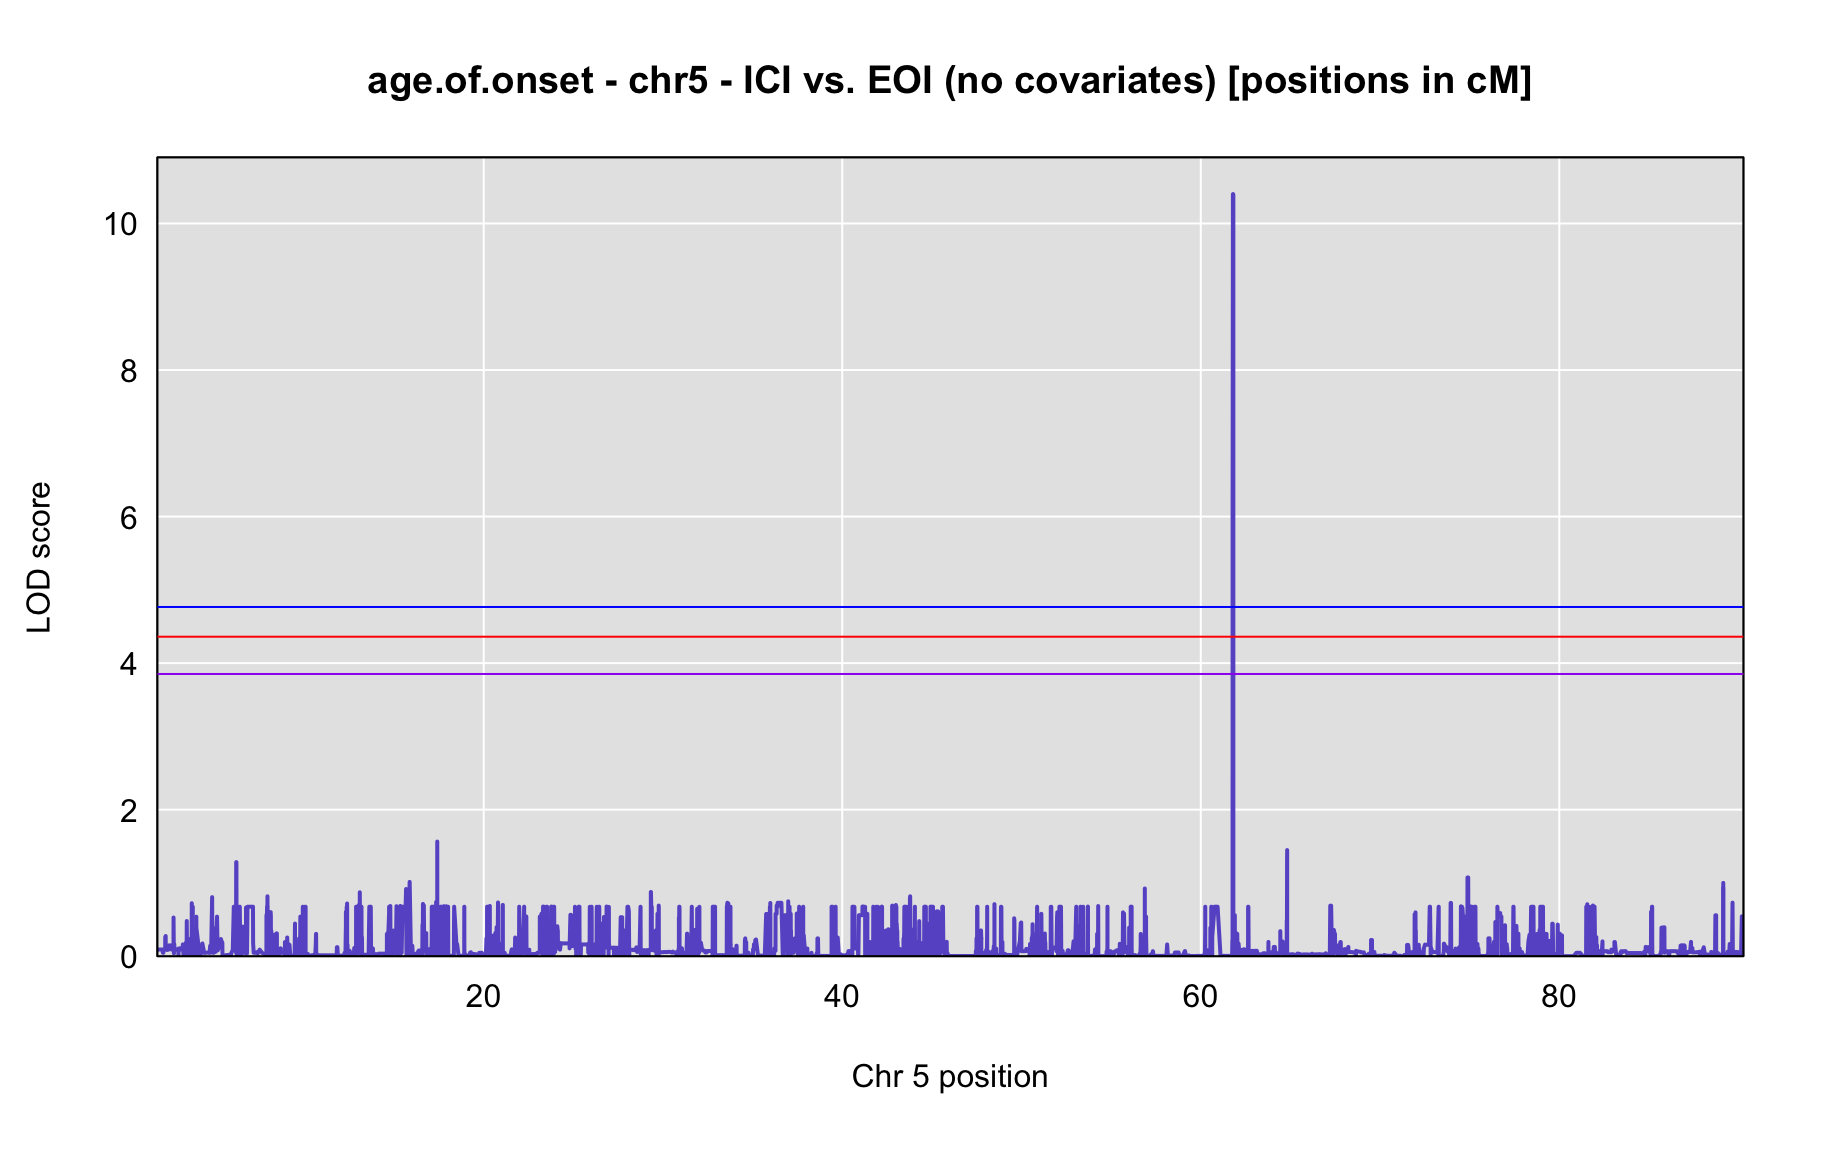 age.of.onset - chr5 - ICI vs. EOI (no covariates) [positions in cM]
LOD score
10
8
6
4
2
0
20 40 60 80
Chr 5 position